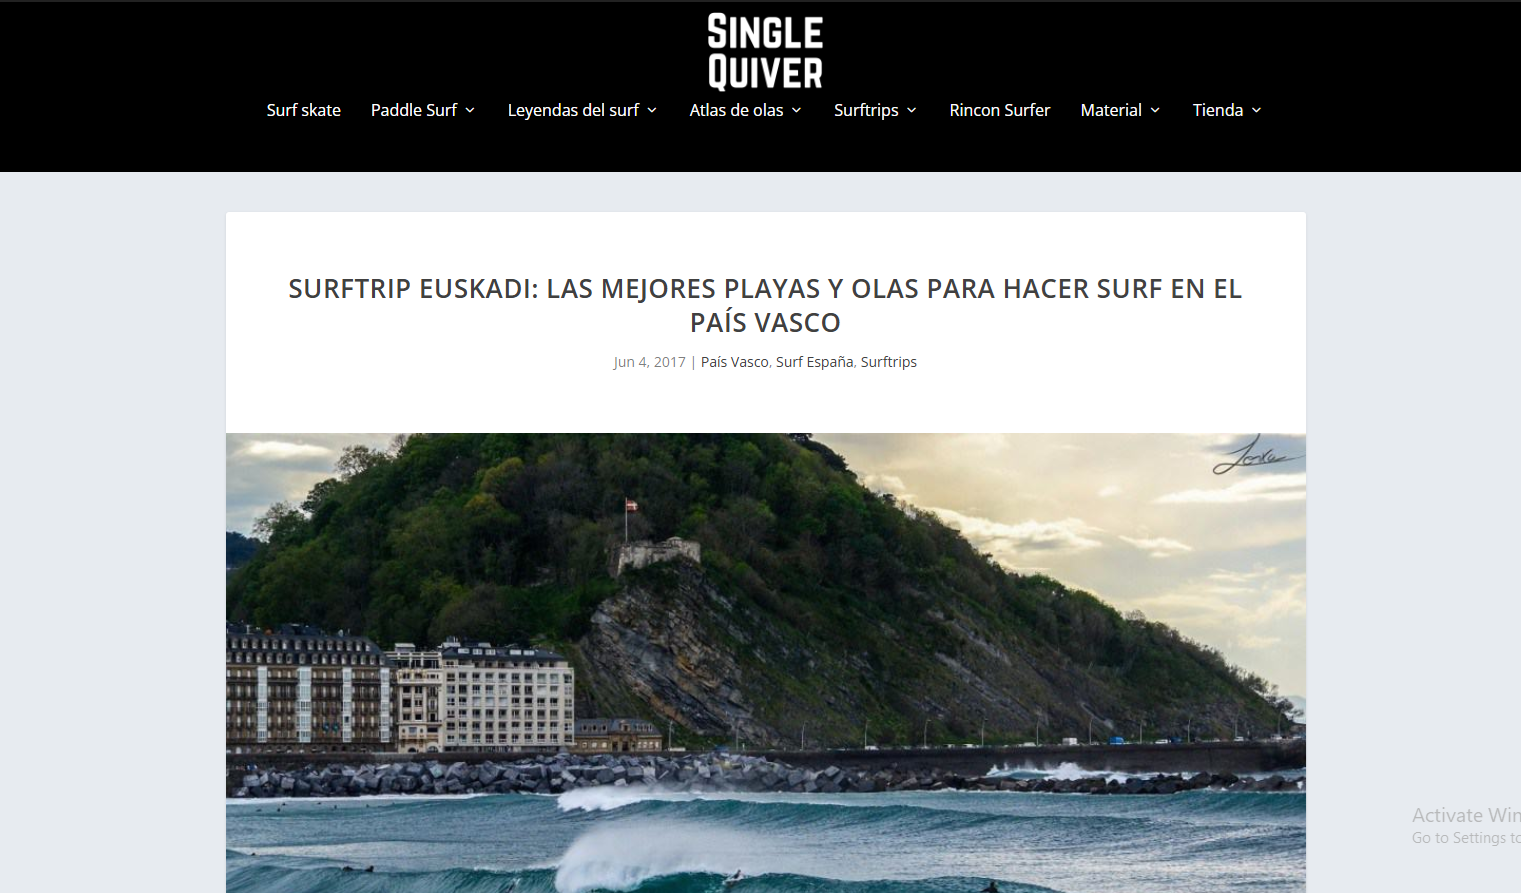 SINGLE
QUIVER
Surf skate Paddle Surf Leyendas del surf Atlas de olas Surftrips Rincon Surfer Material Tienda
SURFTRIP EUSKADI: LAS MEJORES PLAYAS Y OLAS PARA HACER SURF EN EL
PAÍS VASCO
Jun 4, 2017 | País Vasco, Surf España, Surftrips
Activate Win
Go to Settings to